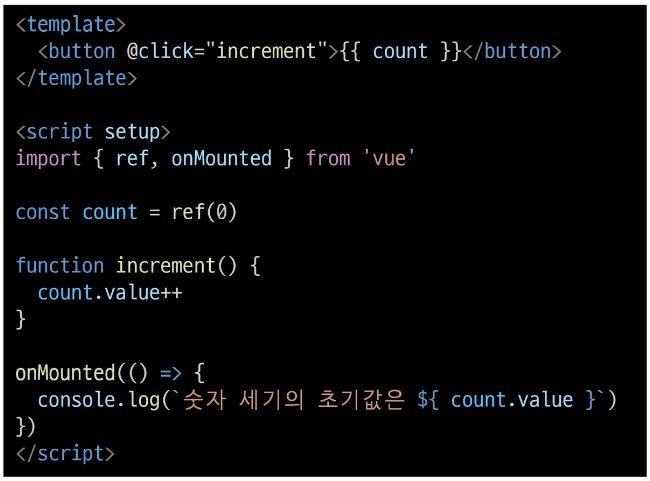 <template>
  <button @click="increment">{{ count }}</button>
</template>

<script setup>
import { ref, onMounted } from 'vue'

const count = ref(0)

function increment() {
  count.value++
}

onMounted(() => {
  console.log(`숫자 세기의 초기값은 ${ count.value }`)
})
</script>